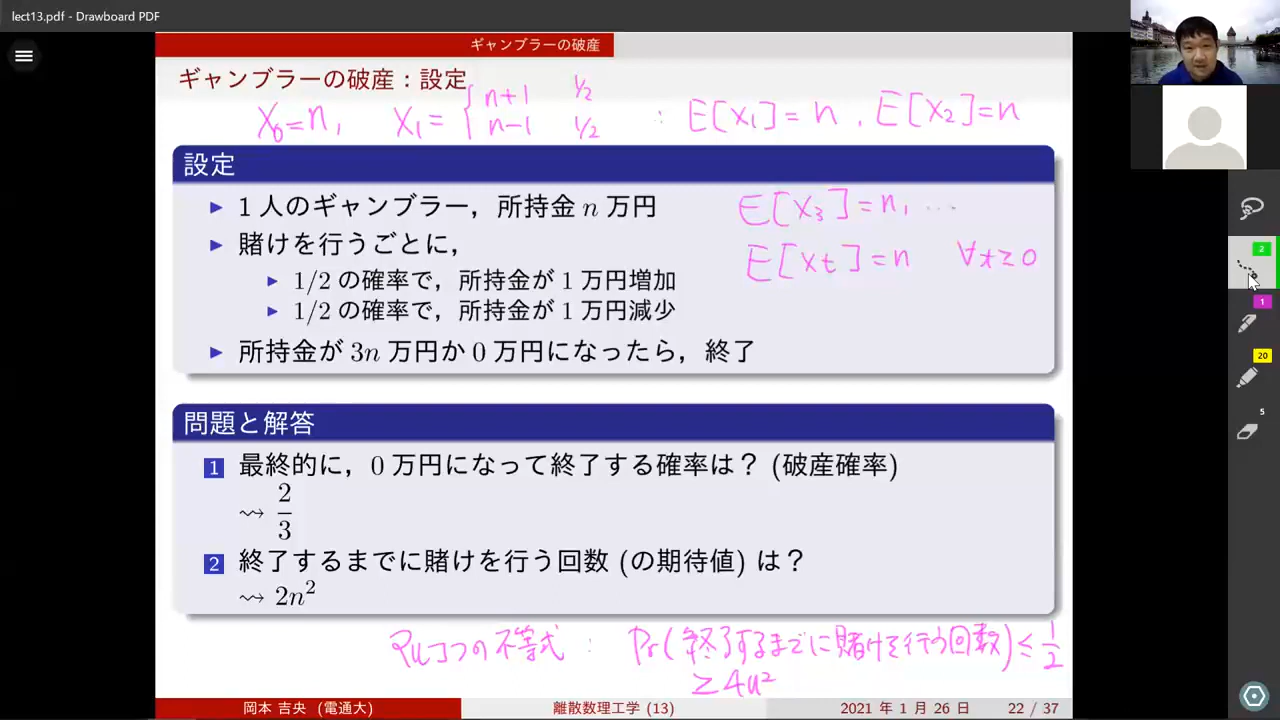 lect13.pdf - Drawboard PDF
ギャンブラーの破産
ギャンブラーの破産：設定
X₀=n, X₁= { n+1 1/2
n-1 1/2
∴ E[X₁]=n, E[X₂]=n
設定
▶ 1 人のギャンブラー，所持金 n 万円
E[X₃]=n, …
▶ 賭けを行うごとに，
E[Xt]=n ∀t≥0
▶ 1/2 の確率で，所持金が 1 万円増加
▶ 1/2 の確率で，所持金が 1 万円減少
▶ 所持金が 3n 万円か 0 万円になったら，終了
問題と解答
1 最終的に，0 万円になって終了する確率は？ (破産確率)
⇝ 2/3
2 終了するまでに賭けを行う回数 (の期待値) は？
⇝ 2n²
マルコフの不等式 : Pr(終了するまでに賭けを行う回数) ≤ 1/2
≥4n²
岡本 吉央 (電通大)
離散数理工学 (13)
2021 年 1 月 26 日
22 / 37
2
1
20
5